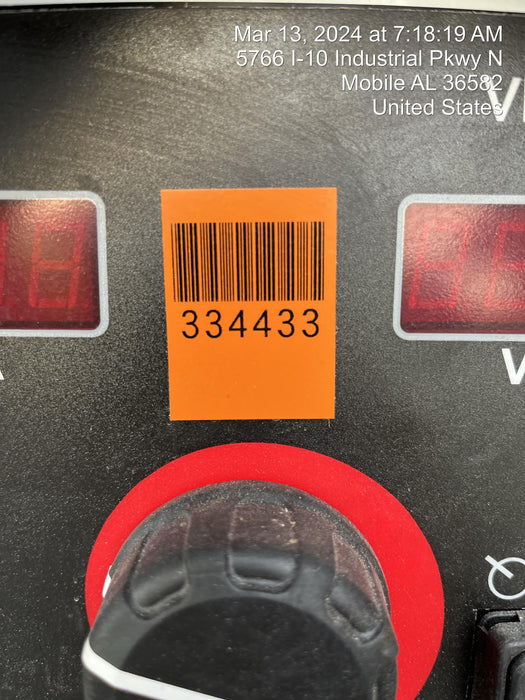 Mar 13, 2024 at 7:18:19 AM
5766 I-10 Industrial Pkwy N
Mobile AL 36582
United States
334433
V